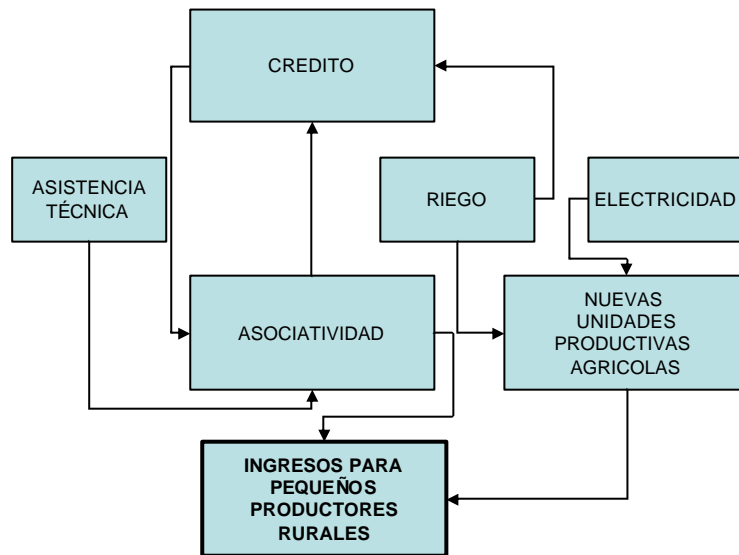 CREDITO
ASISTENCIA
TÉCNICA
RIEGO
ELECTRICIDAD
ASOCIATIVIDAD
NUEVAS
UNIDADES
PRODUCTIVAS
AGRICOLAS
INGRESOS PARA
PEQUEÑOS
PRODUCTORES
RURALES